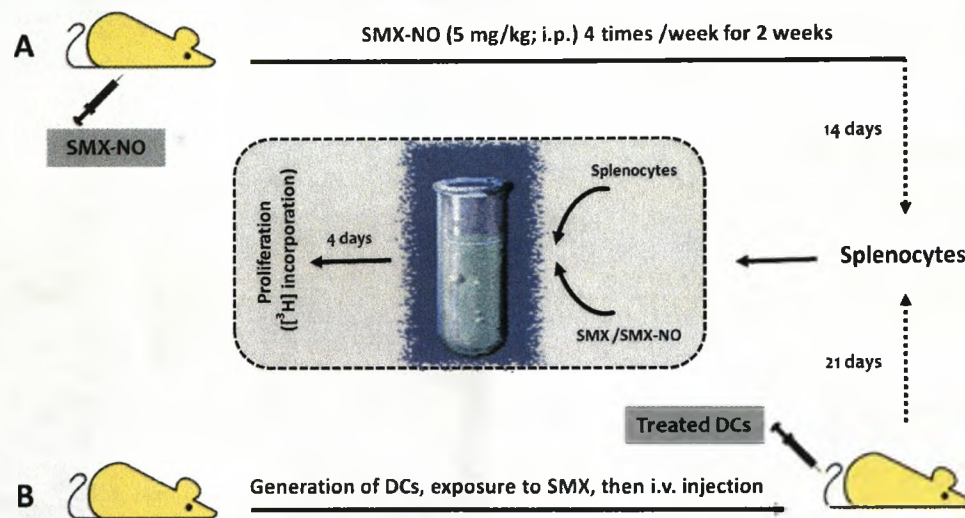 A
SMX-NO (5 mg/kg; i.p.) 4 times /week for 2 weeks
SMX-NO
14 days
Splenocytes
Proliferation
([³H] incorporation)
4 days
Splenocytes
SMX/SMX-NO
21 days
Treated DCs
B
Generation of DCs, exposure to SMX, then i.v. injection